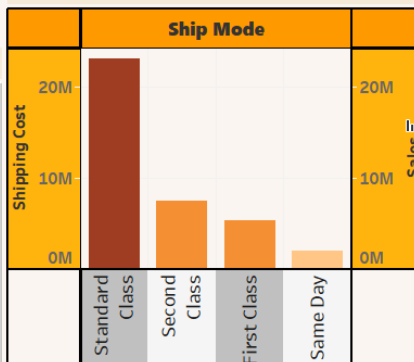 Ship Mode
Shipping Cost
20M
10M
0M
20M
10M
0M
Standard
Class
Second
Class
First Class
Same Day